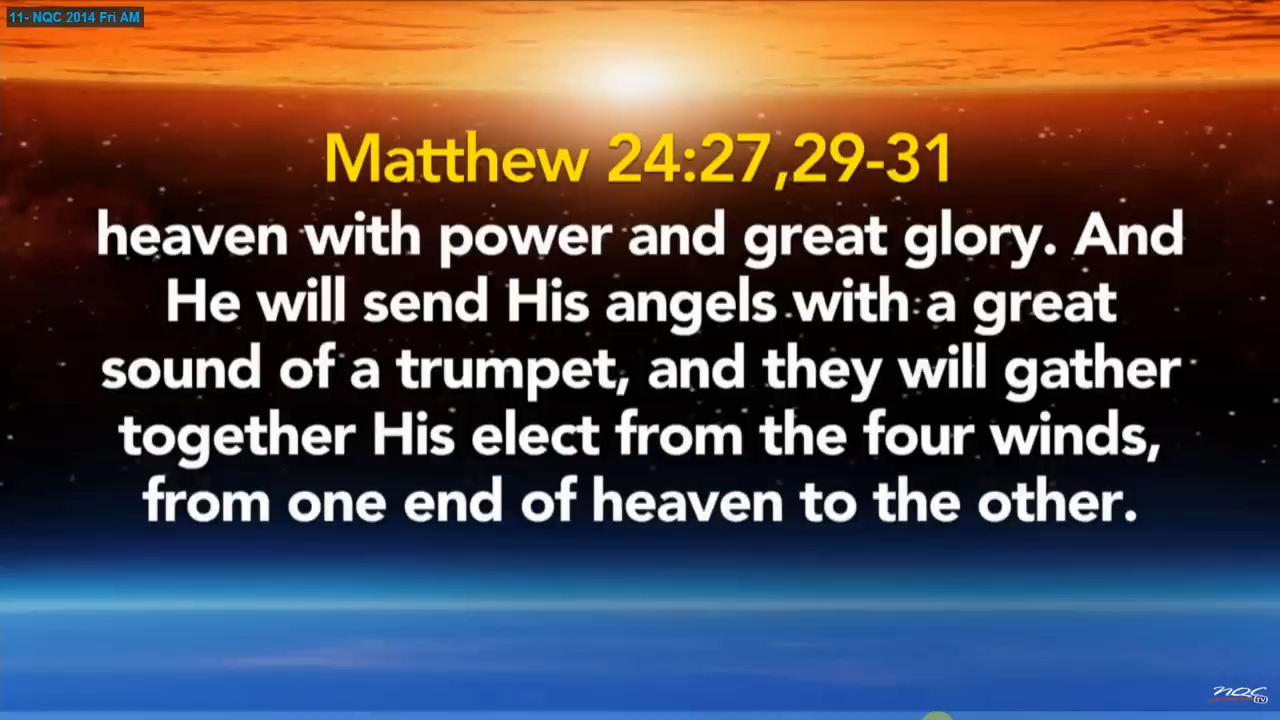 11- NQC 2014 Fri AM
Matthew 24:27,29-31
heaven with power and great glory. And
He will send His angels with a great
sound of a trumpet, and they will gather
together His elect from the four winds,
from one end of heaven to the other.
NQC TV